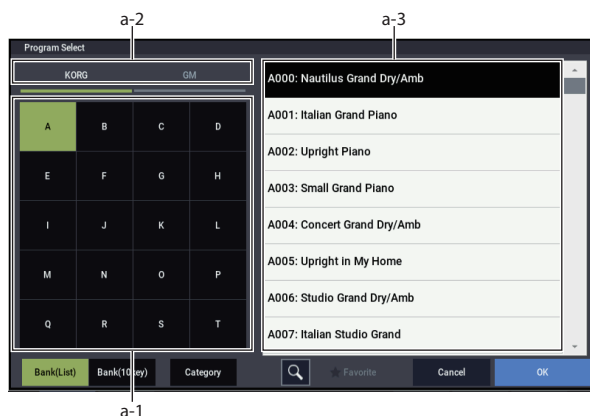 a-2
a-3
Program Select
KORG
GM
A
B
C
D
E
F
G
H
I
J
K
L
M
N
O
P
Q
R
S
T
A000: Nautilus Grand Dry/Amb
A001: Italian Grand Piano
A002: Upright Piano
A003: Small Grand Piano
A004: Concert Grand Dry/Amb
A005: Upright in My Home
A006: Studio Grand Dry/Amb
A007: Italian Studio Grand
Bank(List)
Bank(10key)
Category
Favorite
Cancel
OK
a-1